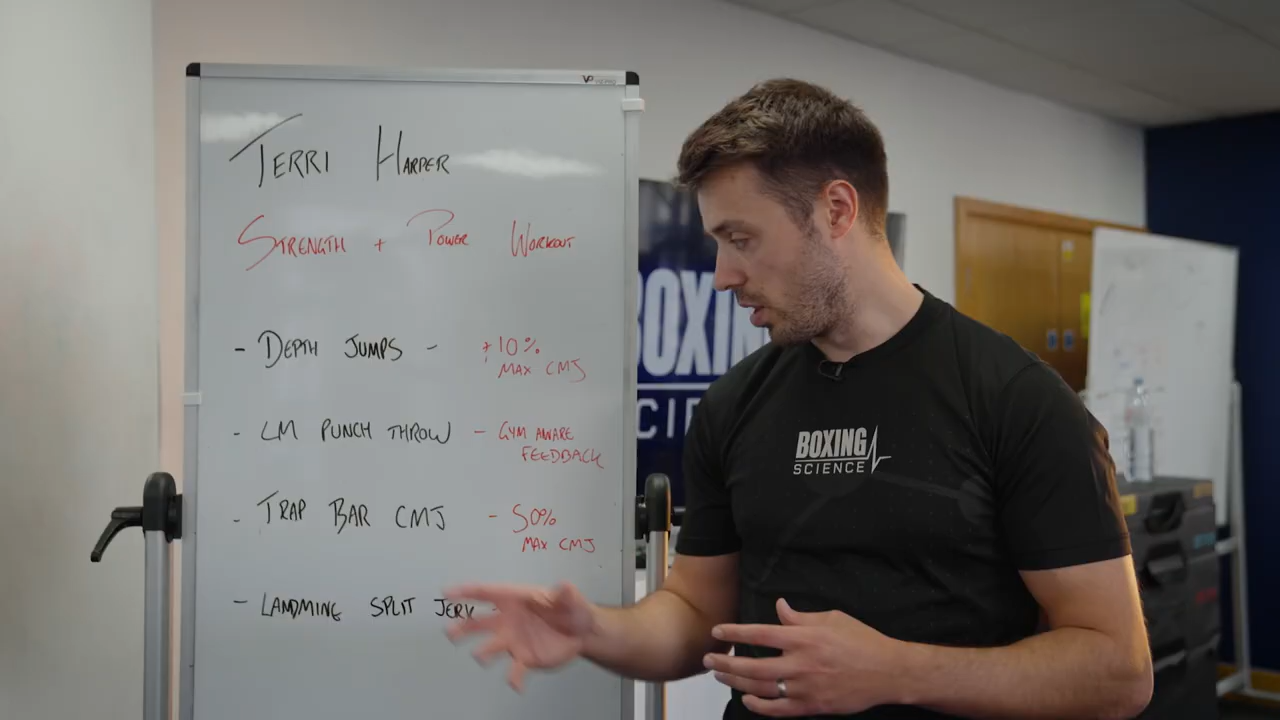 TERRI HARPER
STRENGTH + POWER WORKOUT
- DEPTH JUMPS - +10%
MAX CMJ
- LM PUNCH THROW - GYM AWARE
FEEDBACK
- TRAP BAR CMJ - 50%
MAX CMJ
- LANDMINE SPLIT JERK -
BOXING
SCIENCE